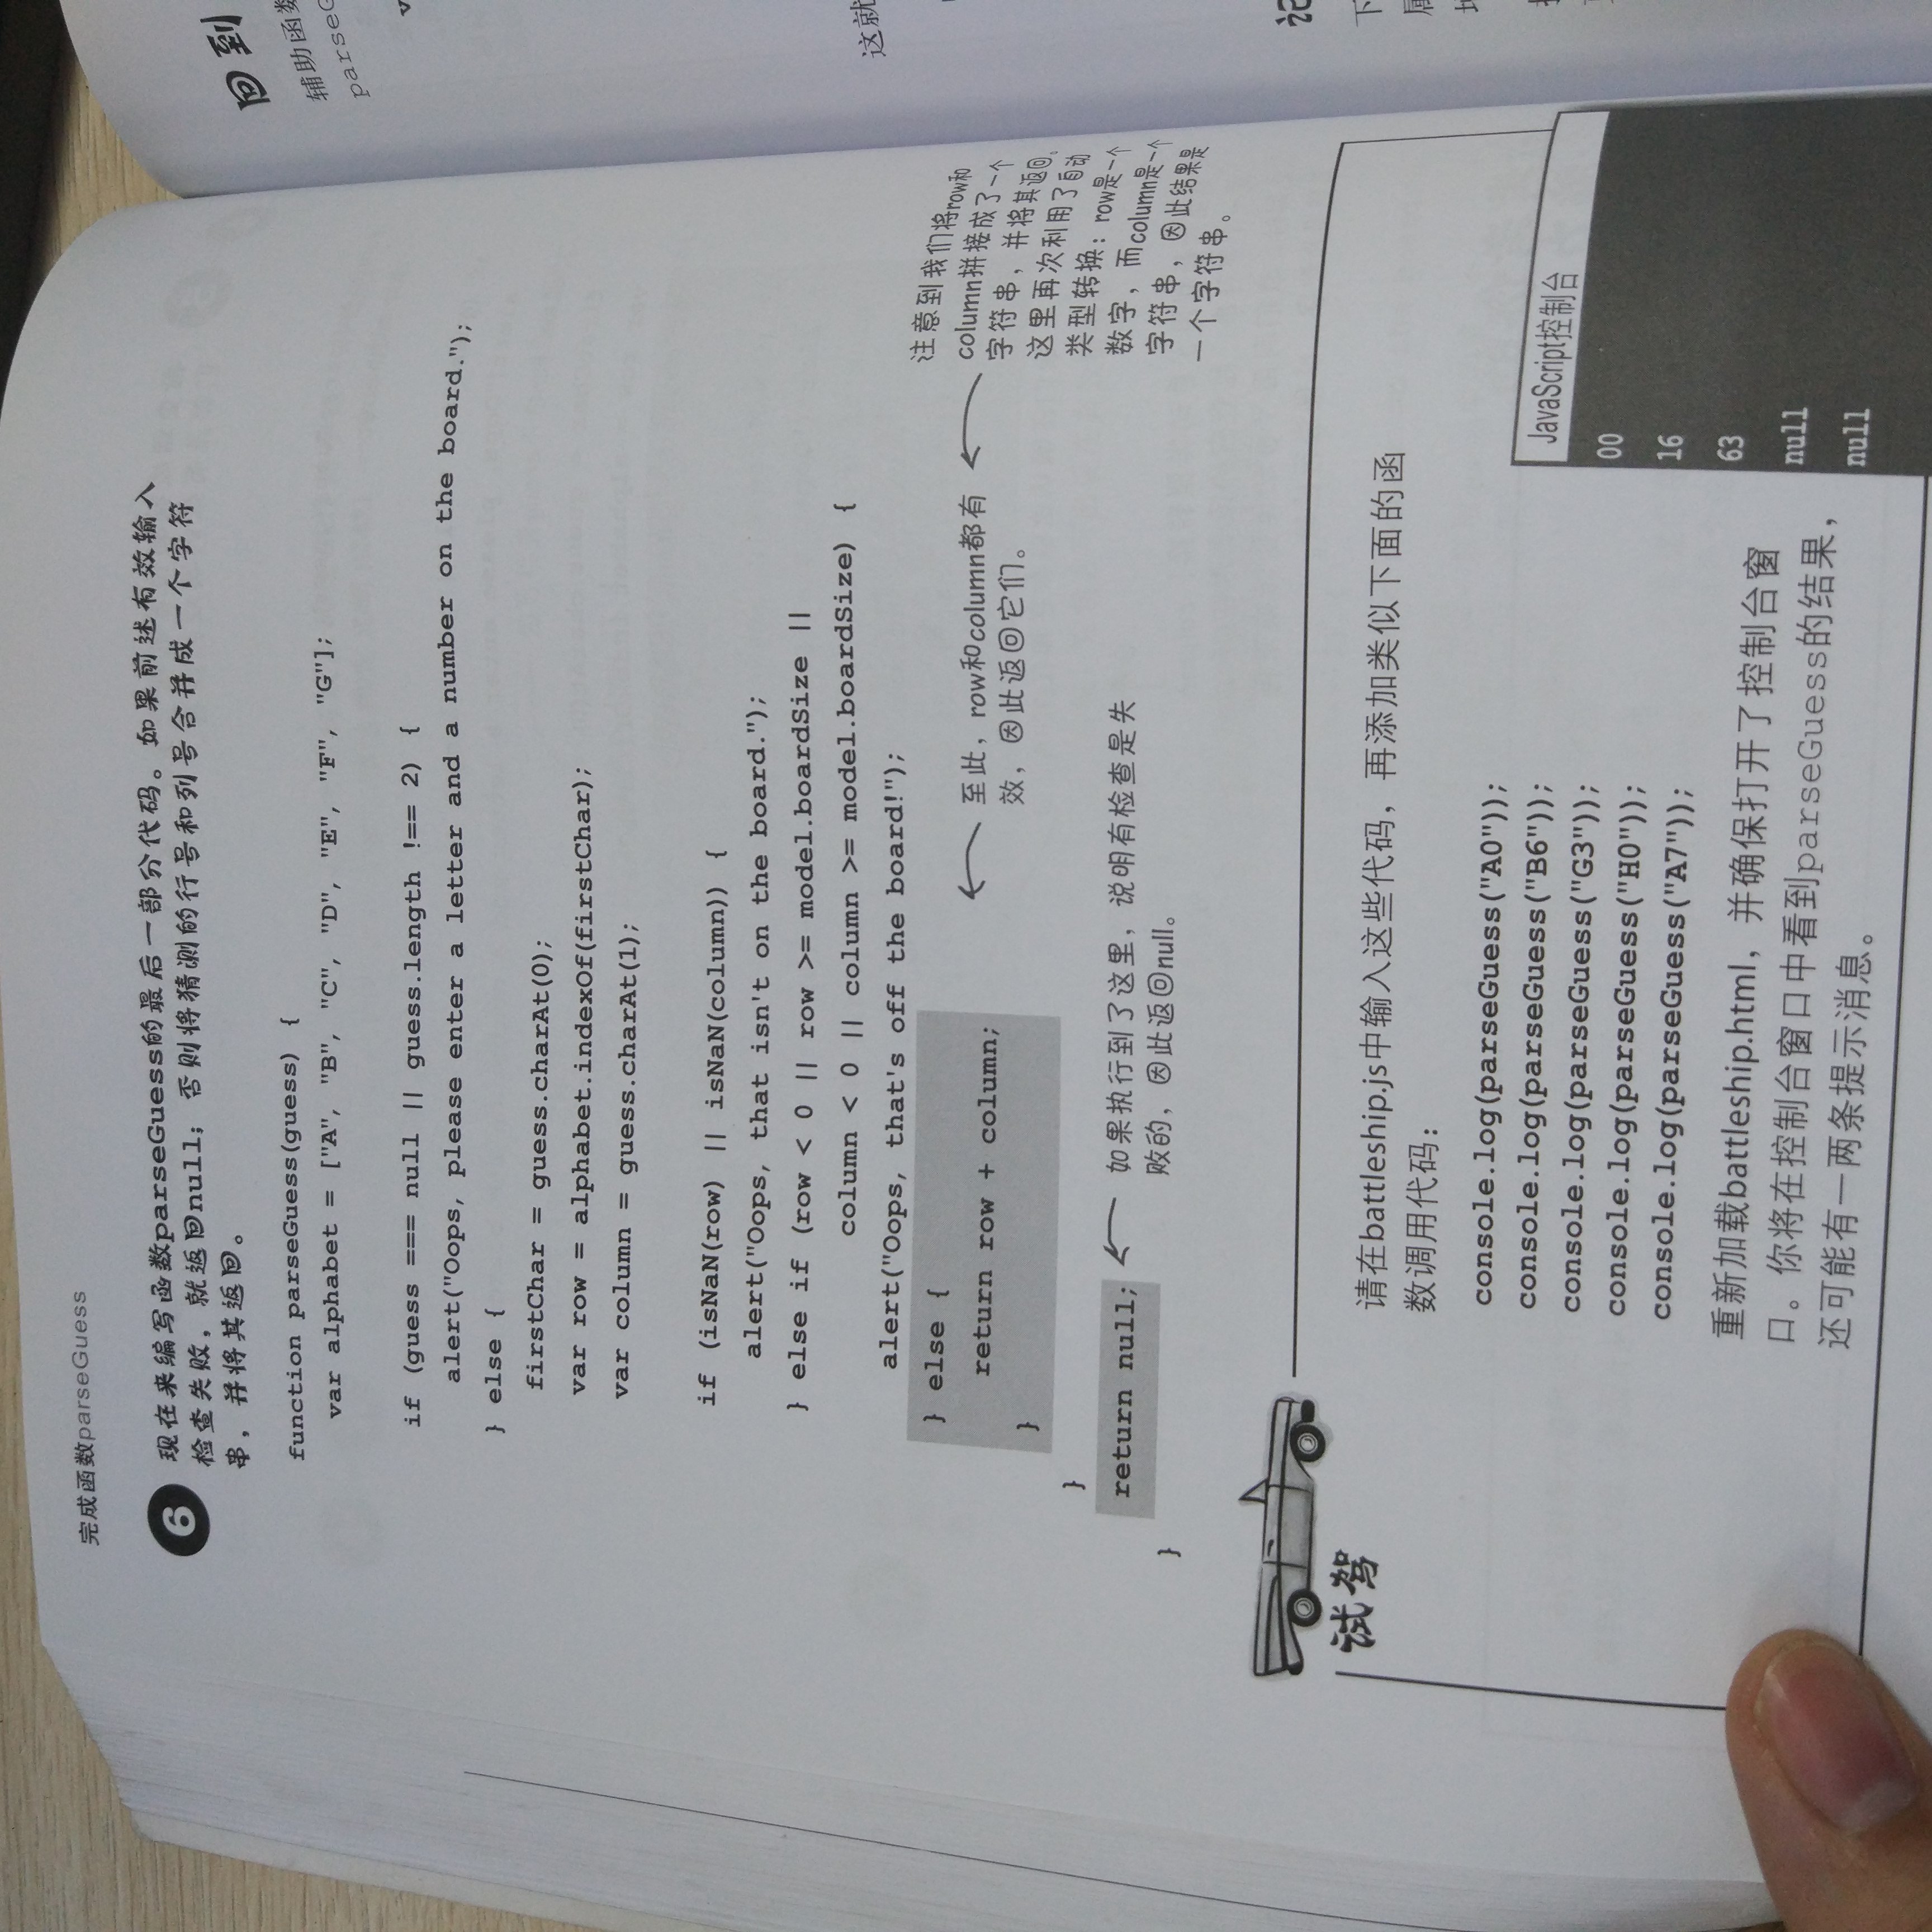 完成函数parseGuess
6
现在来编写函数parseGuess的最后一部分代码。如果前述有效输入
检查失败，就返回null；否则将猜测的行号和列号合并成一个字符
串，并将其返回。
function parseGuess(guess) {
var alphabet = ["A", "B", "C", "D", "E", "F", "G"];
if (guess === null || guess.length !== 2) {
alert("Oops, please enter a letter and a number on the board.");
} else {
firstChar = guess.charAt(0);
var row = alphabet.indexOf(firstChar);
var column = guess.charAt(1);
if (isNaN(row) || isNaN(column)) {
alert("Oops, that isn't on the board.");
} else if (row < 0 || row >= model.boardSize ||
column < 0 || column >= model.boardSize) {
alert("Oops, that's off the board!");
} else {
return row + column;
}
}
return null;
}
至此，row和column都有
效，因此返回它们。
注意到我们将row和
column拼接成了一个
字符串，并将其返回。
这里再次利用了自动
类型转换：row是一个
数字，而column是一个
字符串，因此结果是
一个字符串。
如果执行到了这里，说明有检查是失
败的，因此返回null。
试驾
请在battleship.js中输入这些代码，再添加类似下面的函
数调用代码：
console.log(parseGuess("A0"));
console.log(parseGuess("B6"));
console.log(parseGuess("G3"));
console.log(parseGuess("H0"));
console.log(parseGuess("A7"));
重新加载battleship.html，并确保打开了控制台窗
口。你将在控制台窗口中看到parseGuess的结果，
还可能有一两条提示消息。
JavaScript控制台
00
16
63
null
null
回到
辅助函数
parseG
这就
记
下
属